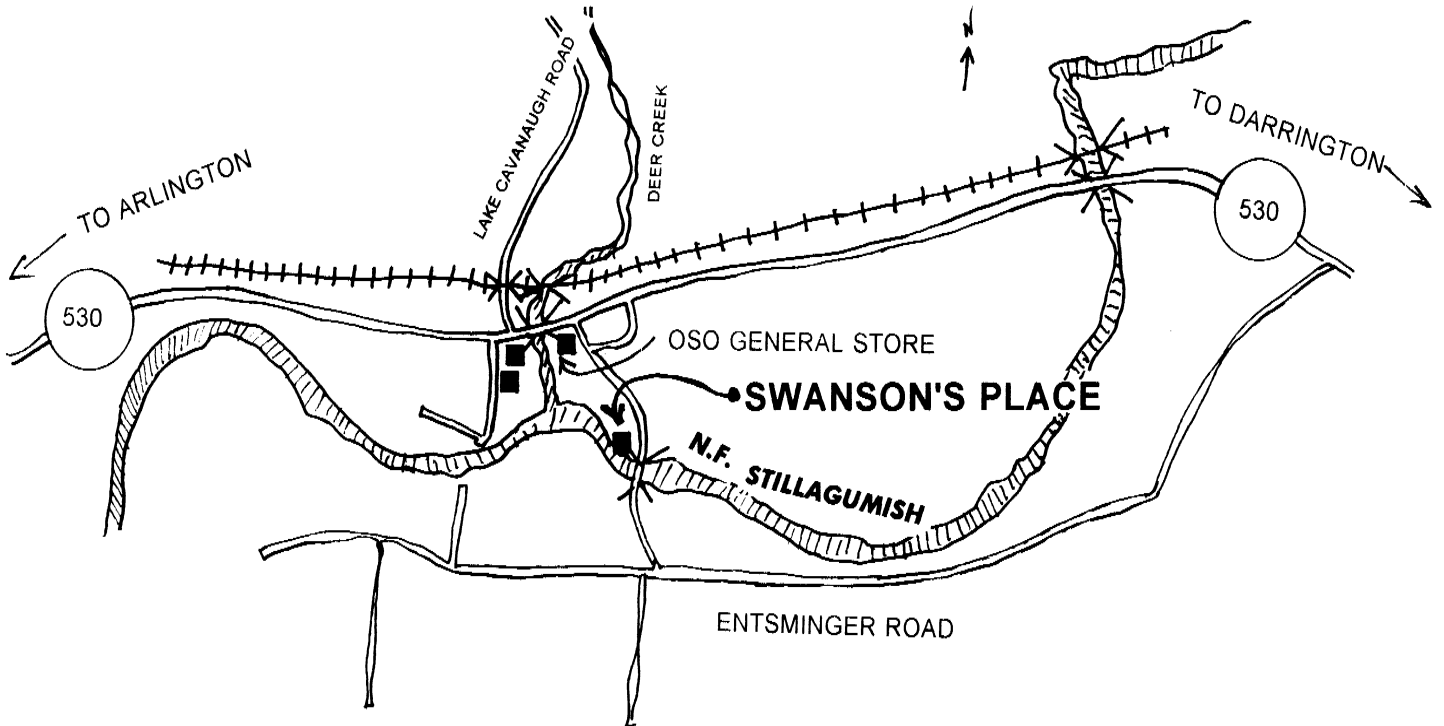 N
LAKE CAVANAUGH ROAD
DEER CREEK
TO DARRINGTON
TO ARLINGTON
530
530
OSO GENERAL STORE
SWANSON'S PLACE
N.F. STILLAGUMISH
ENTSMINGER ROAD